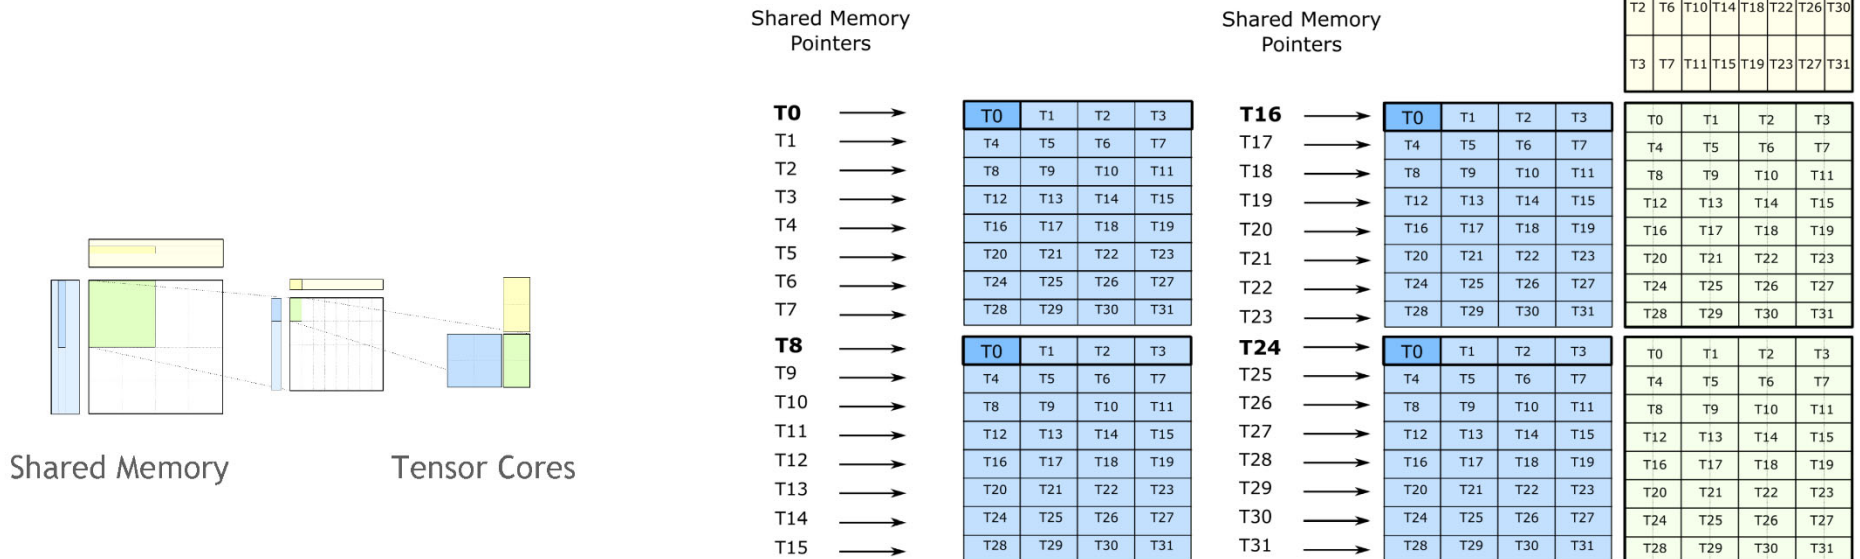 Shared Memory
Pointers
Shared Memory
Pointers
T2 T6 T10 T14 T18 T22 T26 T30
T3 T7 T11 T15 T19 T23 T27 T31
T0 T0 T1 T2 T3 T16 T0 T1 T2 T3 T0 T1 T2 T3
T1 T4 T5 T6 T7 T17 T4 T5 T6 T7 T4 T5 T6 T7
T2 T8 T9 T10 T11 T18 T8 T9 T10 T11 T8 T9 T10 T11
T3 T12 T13 T14 T15 T19 T12 T13 T14 T15 T12 T13 T14 T15
T4 T16 T17 T18 T19 T20 T16 T17 T18 T19 T16 T17 T18 T19
T5 T20 T21 T22 T23 T21 T20 T21 T22 T23 T20 T21 T22 T23
T6 T24 T25 T26 T27 T22 T24 T25 T26 T27 T24 T25 T26 T27
T7 T28 T29 T30 T31 T23 T28 T29 T30 T31 T28 T29 T30 T31
T8 T0 T1 T2 T3 T24 T0 T1 T2 T3 T0 T1 T2 T3
T9 T4 T5 T6 T7 T25 T4 T5 T6 T7 T4 T5 T6 T7
T10 T8 T9 T10 T11 T26 T8 T9 T10 T11 T8 T9 T10 T11
T11 T12 T13 T14 T15 T27 T12 T13 T14 T15 T12 T13 T14 T15
T12 T16 T17 T18 T19 T28 T16 T17 T18 T19 T16 T17 T18 T19
T13 T20 T21 T22 T23 T29 T20 T21 T22 T23 T20 T21 T22 T23
T14 T24 T25 T26 T27 T30 T24 T25 T26 T27 T24 T25 T26 T27
T15 T28 T29 T30 T31 T31 T28 T29 T30 T31 T28 T29 T30 T31
Shared Memory
Tensor Cores